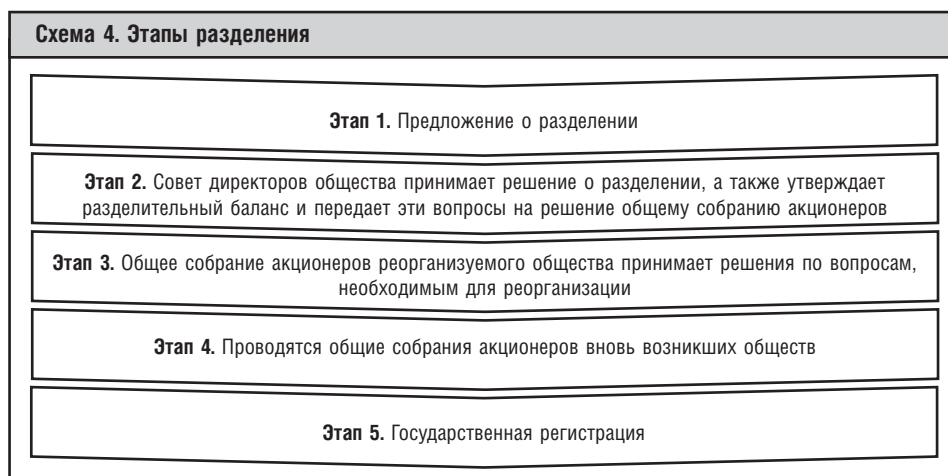 Схема 4. Этапы разделения
Этап 1. Предложение о разделении
Этап 2. Совет директоров общества принимает решение о разделении, а также утверждает
разделительный баланс и передает эти вопросы на решение общему собранию акционеров
Этап 3. Общее собрание акционеров реорганизуемого общества принимает решения по вопросам,
необходимым для реорганизации
Этап 4. Проводятся общие собрания акционеров вновь возникших обществ
Этап 5. Государственная регистрация